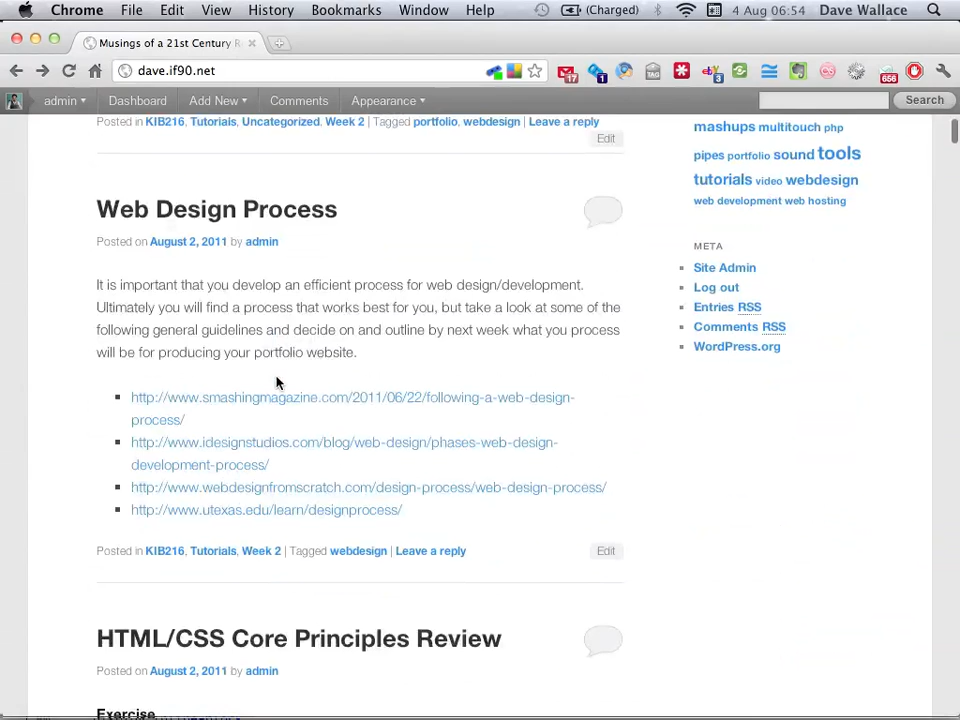 Chrome File Edit View History Bookmarks Window Help (Charged) 4 Aug 06:54 Dave Wallace
Musings of a 21st Century R
dave.if90.net
17 1 TAG 3 656
admin Dashboard Add New Comments Appearance Search
Posted in KIB216, Tutorials, Uncategorized, Week 2 | Tagged portfolio, webdesign | Leave a reply
Edit
Web Design Process
Posted on August 2, 2011 by admin
It is important that you develop an efficient process for web design/development.
Ultimately you will find a process that works best for you, but take a look at some of the
following general guidelines and decide on and outline by next week what you process
will be for producing your portfolio website.
http://www.smashingmagazine.com/2011/06/22/following-a-web-design-
process/
http://www.idesignstudios.com/blog/web-design/phases-web-design-
development-process/
http://www.webdesignfromscratch.com/design-process/web-design-process/
http://www.utexas.edu/learn/designprocess/
Posted in KIB216, Tutorials, Week 2 | Tagged webdesign | Leave a reply
Edit
HTML/CSS Core Principles Review
Posted on August 2, 2011 by admin
Exercise
mashups multitouch php
pipes portfolio sound tools
tutorials video webdesign
web development web hosting
META
Site Admin
Log out
Entries RSS
Comments RSS
WordPress.org